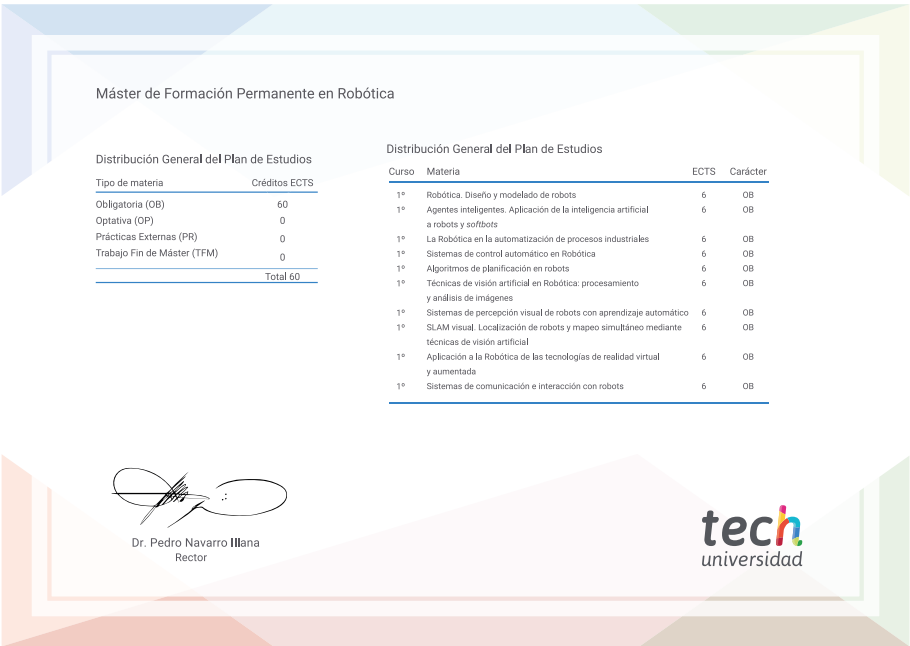 Máster de Formación Permanente en Robótica
Distribución General del Plan de Estudios
Tipo de materia Créditos ECTS
Obligatoria (OB) 60
Optativa (OP) 0
Prácticas Externas (PR) 0
Trabajo Fin de Máster (TFM) 0
Total 60
Distribución General del Plan de Estudios
Curso Materia ECTS Carácter
1º Robótica. Diseño y modelado de robots 6 OB
1º Agentes inteligentes. Aplicación de la inteligencia artificial 6 OB
a robots y softbots
1º La Robótica en la automatización de procesos industriales 6 OB
1º Sistemas de control automático en Robótica 6 OB
1º Algoritmos de planificación en robots 6 OB
1º Técnicas de visión artificial en Robótica: procesamiento 6 OB
y análisis de imágenes
1º Sistemas de percepción visual de robots con aprendizaje automático 6 OB
1º SLAM visual. Localización de robots y mapeo simultáneo mediante 6 OB
técnicas de visión artificial
1º Aplicación a la Robótica de las tecnologías de realidad virtual 6 OB
y aumentada
1º Sistemas de comunicación e interacción con robots 6 OB
Dr. Pedro Navarro Illana
Rector
tech
universidad